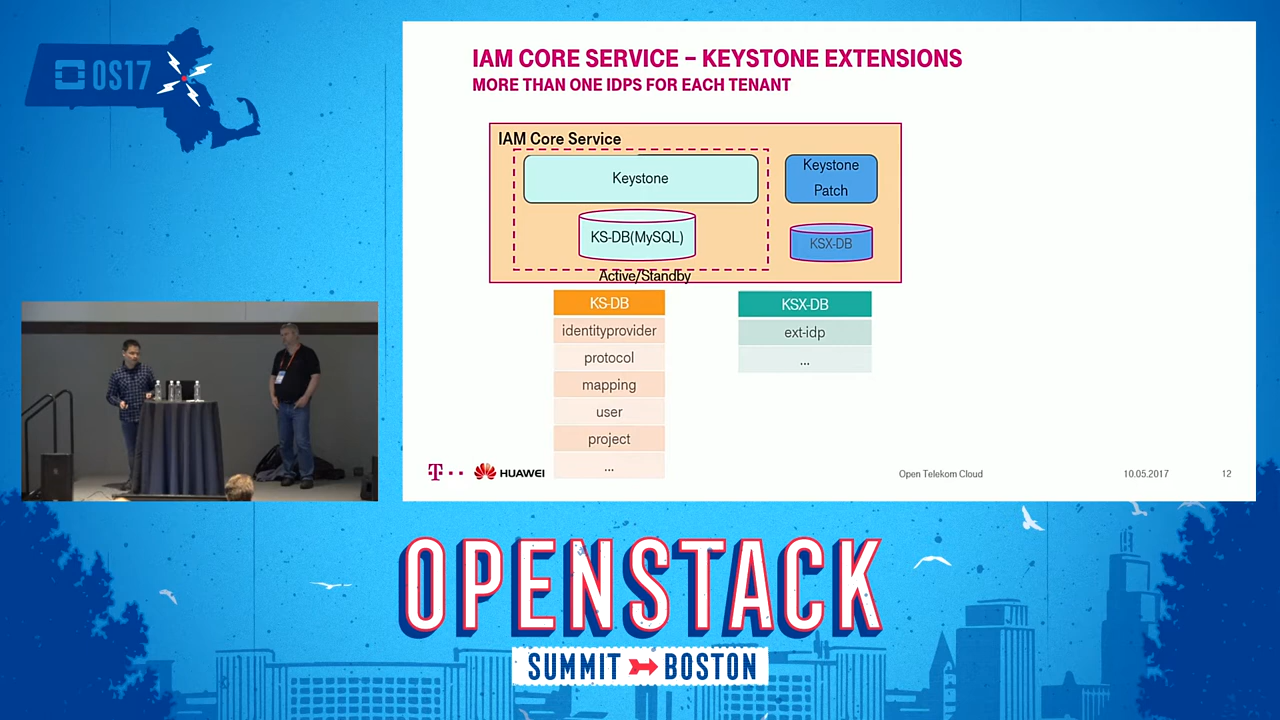 OS17
IAM CORE SERVICE – KEYSTONE EXTENSIONS
MORE THAN ONE IDPS FOR EACH TENANT
IAM Core Service
Keystone
Keystone
Patch
KS-DB(MySQL)
KSX-DB
Active/Standby
KS-DB
identityprovider
protocol
mapping
user
project
...
KSX-DB
ext-idp
...
T
HUAWEI
Open Telekom Cloud
10.05.2017
12
OPENSTACK
SUMMIT BOSTON